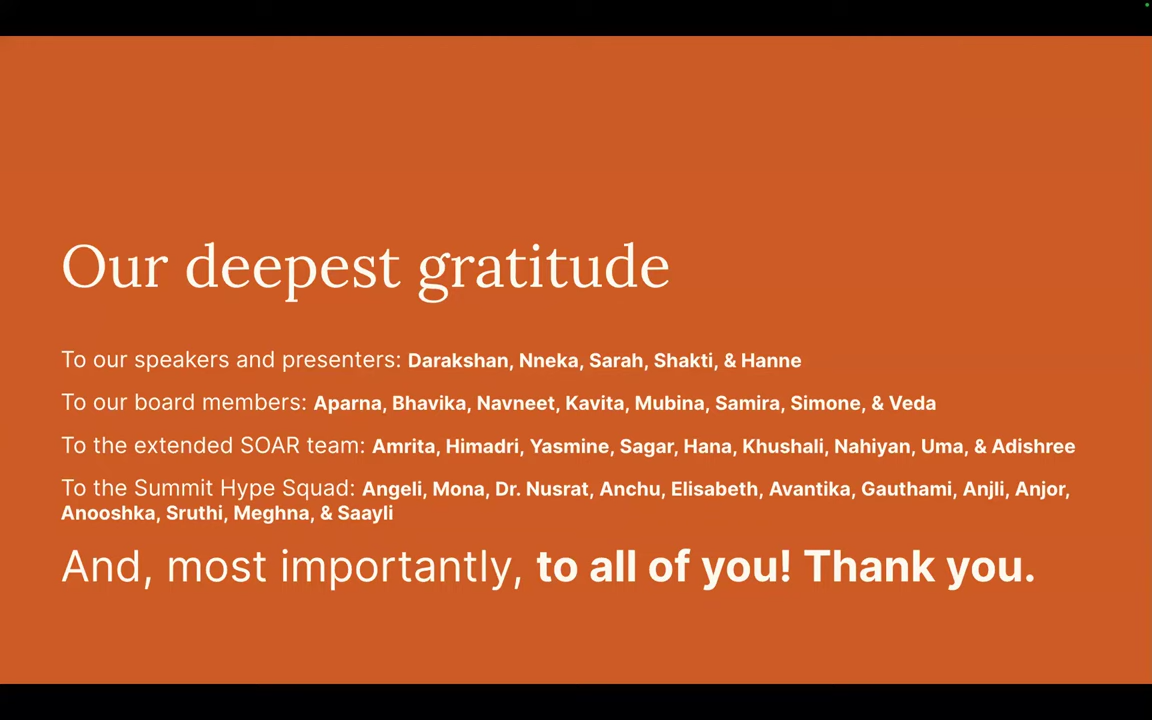 Our deepest gratitude
To our speakers and presenters: Darakshan, Nneka, Sarah, Shakti, & Hanne
To our board members: Aparna, Bhavika, Navneet, Kavita, Mubina, Samira, Simone, & Veda
To the extended SOAR team: Amrita, Himadri, Yasmine, Sagar, Hana, Khushali, Nahiyan, Uma, & Adishree
To the Summit Hype Squad: Angeli, Mona, Dr. Nusrat, Anchu, Elisabeth, Avantika, Gauthami, Anjli, Anjor,
Anooshka, Sruthi, Meghna, & Saayli
And, most importantly, to all of you! Thank you.